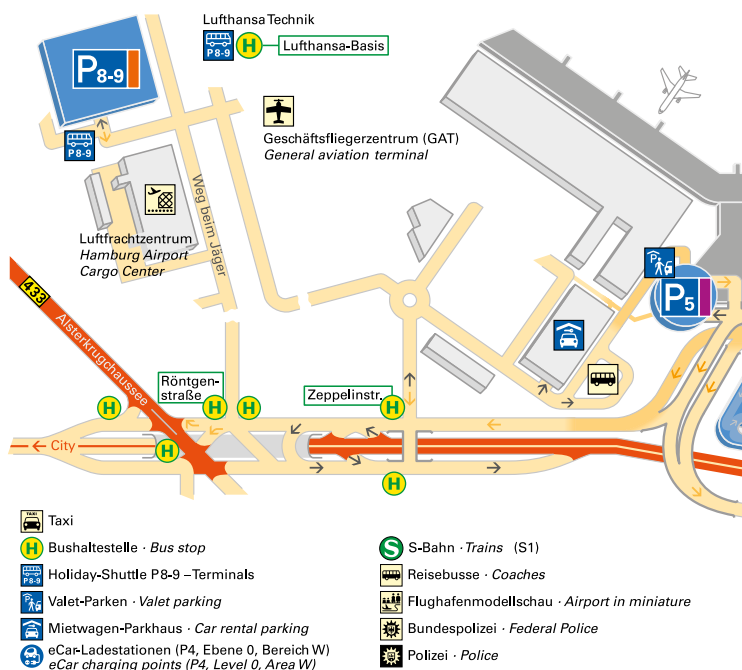 Lufthansa Technik
P8-9
H
Lufthansa-Basis
P8-9
P8-9
Geschäftsfliegerzentrum (GAT)
General aviation terminal
Weg beim Jäger
Luftfrachtzentrum
Hamburg Airport
Cargo Center
P
P5
433
Alsterkrugchaussee
Röntgen-
straße
H
H
H
Zeppelinstr.
H
City
H
H
TAXI
Taxi
H
Bushaltestelle · Bus stop
P8-9
Holiday-Shuttle P8-9 – Terminals
P
Valet-Parken · Valet parking
Mietwagen-Parkhaus · Car rental parking
eCar-Ladestationen (P4, Ebene 0, Bereich W)
eCar charging points (P4, Level 0, Area W)
S
S-Bahn · Trains (S1)
Reisebusse · Coaches
Flughafenmodellschau · Airport in miniature
Bundespolizei · Federal Police
Polizei · Police